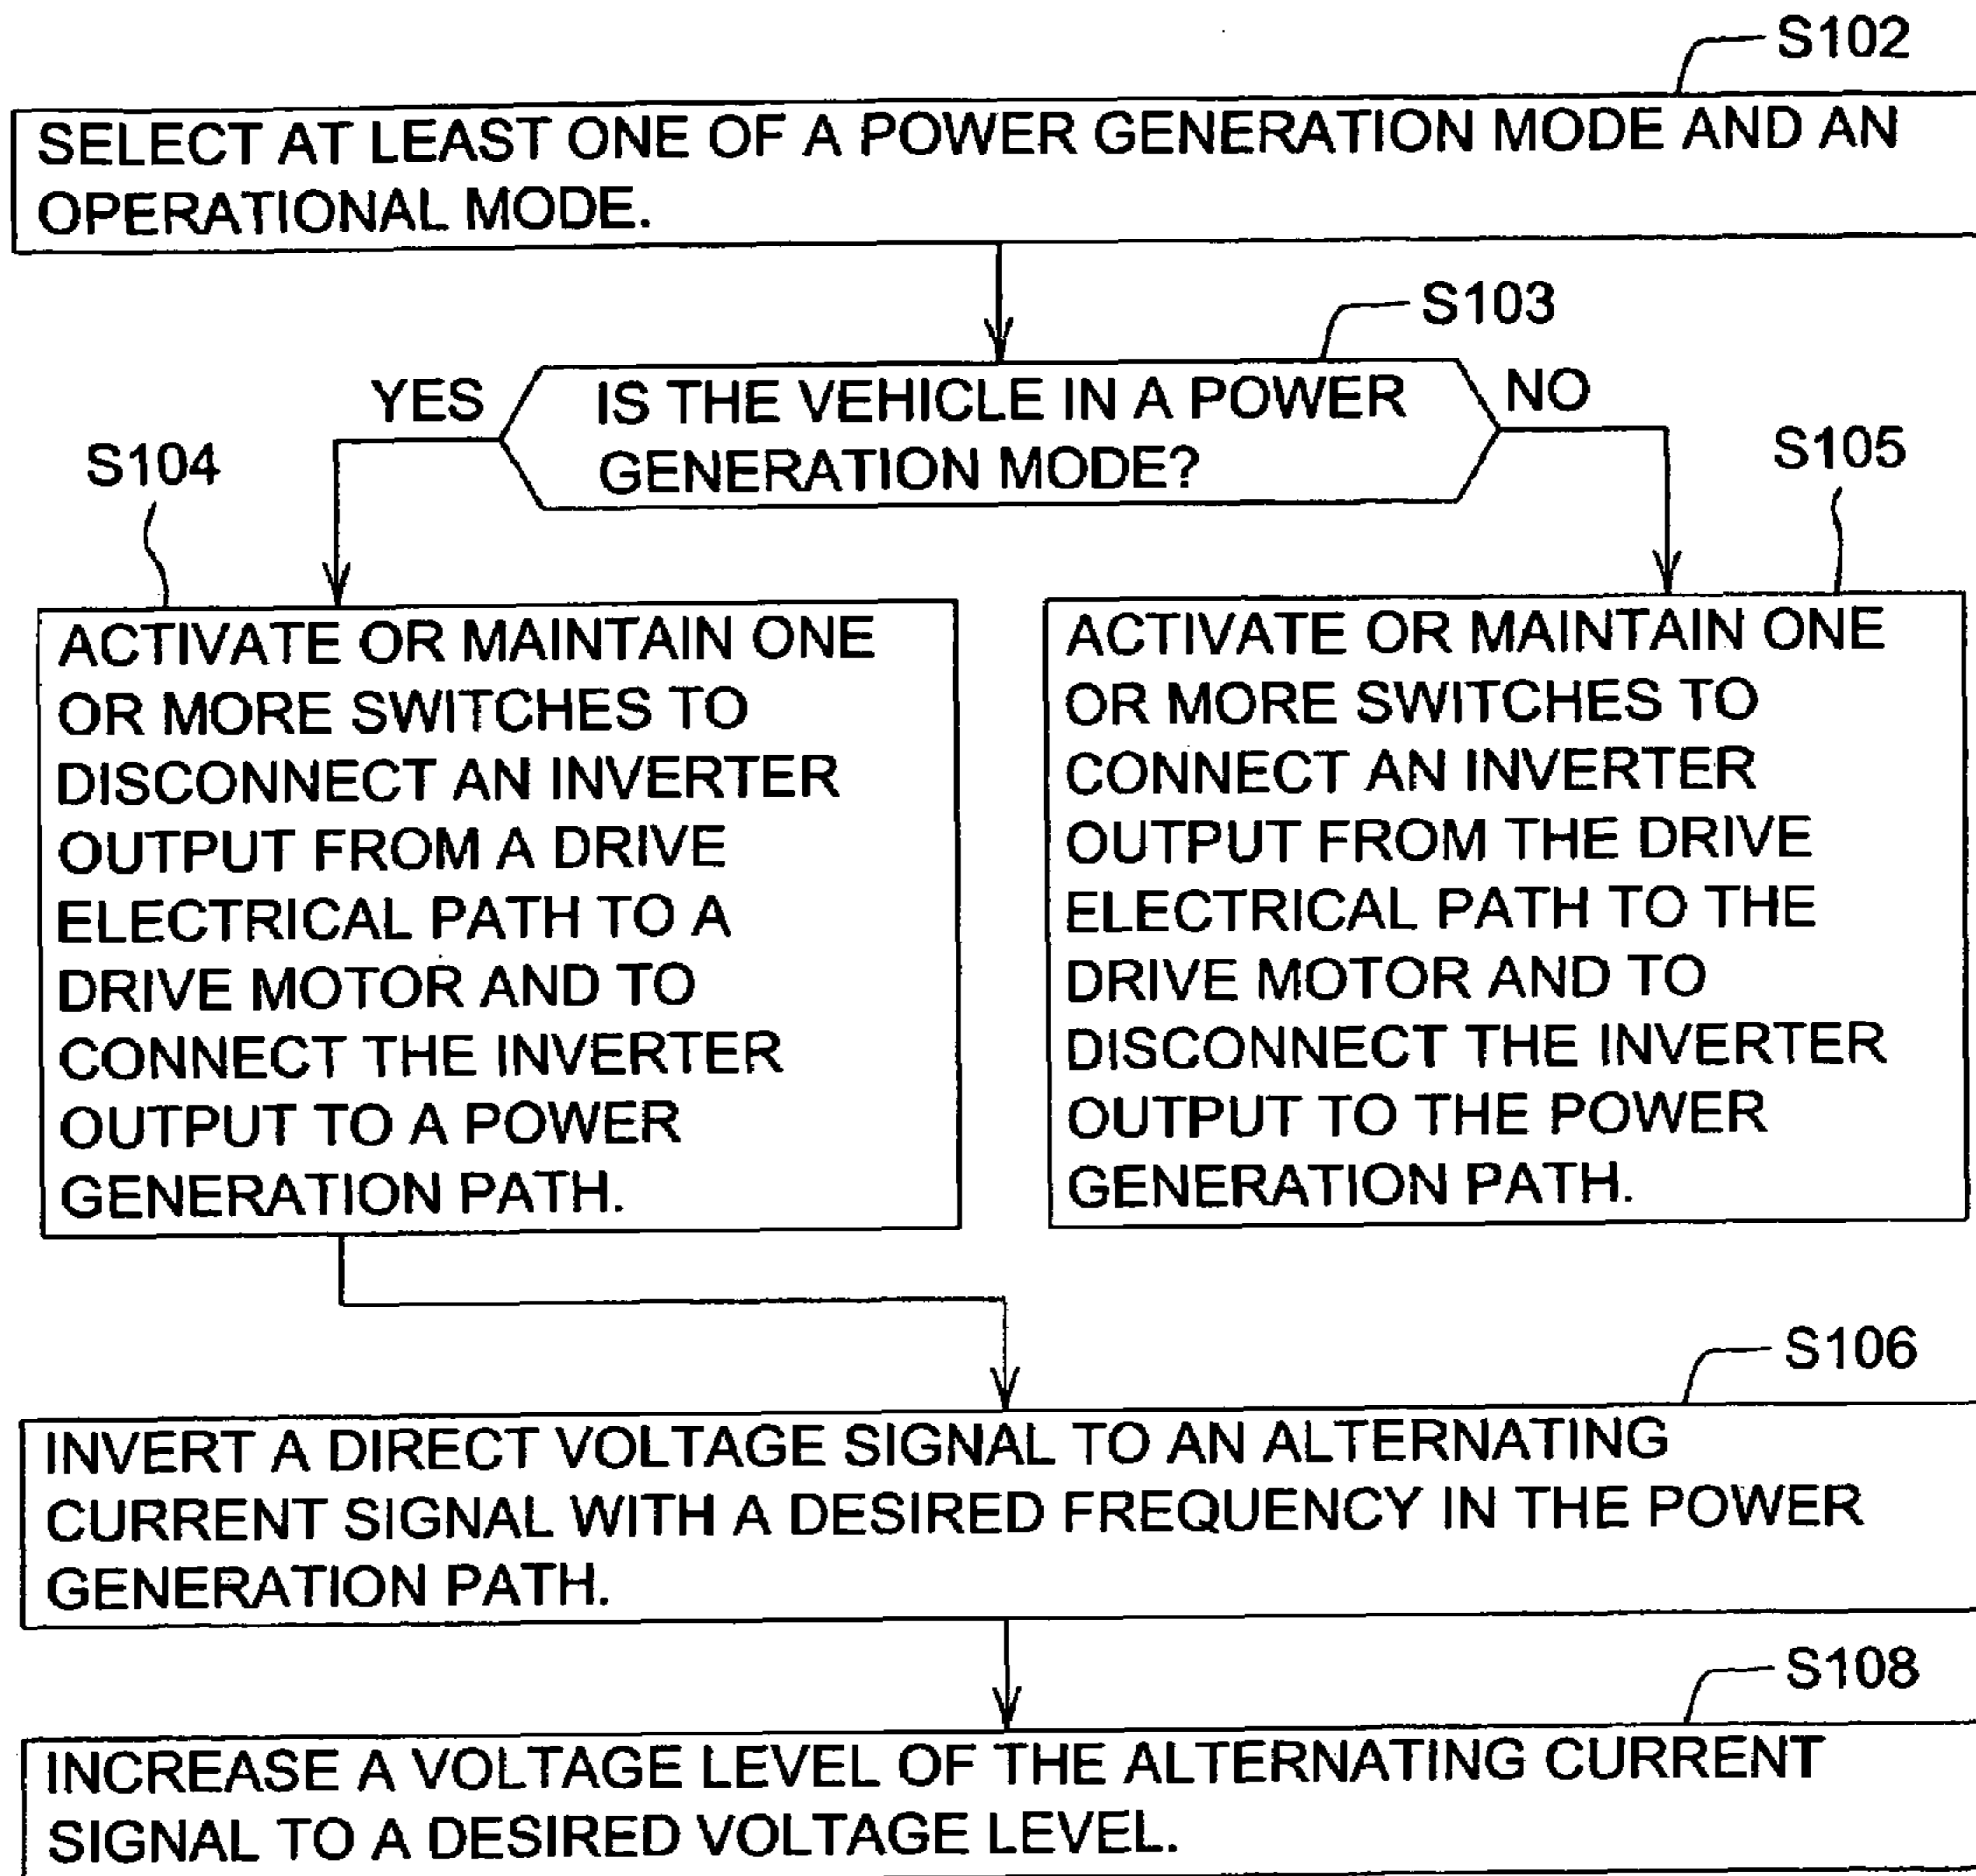 S102
SELECT AT LEAST ONE OF A POWER GENERATION MODE AND AN
OPERATIONAL MODE.
S103
YES
IS THE VEHICLE IN A POWER
GENERATION MODE?
NO
S104
ACTIVATE OR MAINTAIN ONE
OR MORE SWITCHES TO
DISCONNECT AN INVERTER
OUTPUT FROM A DRIVE
ELECTRICAL PATH TO A
DRIVE MOTOR AND TO
CONNECT THE INVERTER
OUTPUT TO A POWER
GENERATION PATH.
S105
ACTIVATE OR MAINTAIN ONE
OR MORE SWITCHES TO
CONNECT AN INVERTER
OUTPUT FROM THE DRIVE
ELECTRICAL PATH TO THE
DRIVE MOTOR AND TO
DISCONNECT THE INVERTER
OUTPUT TO THE POWER
GENERATION PATH.
S106
INVERT A DIRECT VOLTAGE SIGNAL TO AN ALTERNATING
CURRENT SIGNAL WITH A DESIRED FREQUENCY IN THE POWER
GENERATION PATH.
S108
INCREASE A VOLTAGE LEVEL OF THE ALTERNATING CURRENT
SIGNAL TO A DESIRED VOLTAGE LEVEL.